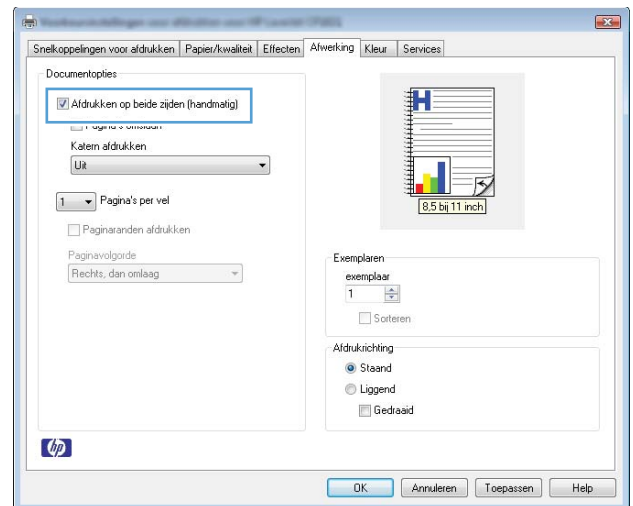 Snelkoppelingen voor afdrukken Papier/kwaliteit Effecten Afwerking Kleur Services
Documentopties
Afdrukken op beide zijden (handmatig)
Pagina's omslaan
Katern afdrukken
Uit
1 Pagina's per vel
Paginaranden afdrukken
Paginavolgorde
Rechts, dan omlaag
H
8,5 bij 11 inch
Exemplaren
exemplaar
1
Sorteren
Afdrukrichting
Staand
Liggend
Gedraaid
hp
OK Annuleren Toepassen Help